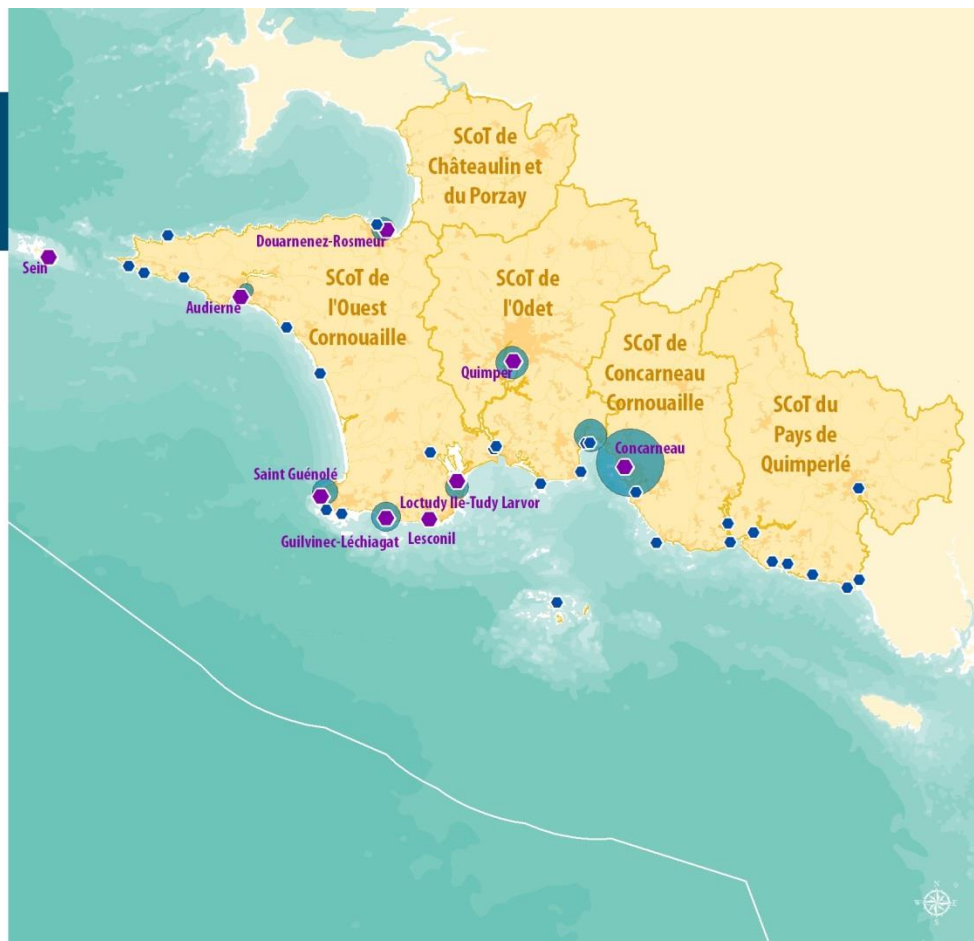 SCoT de
Châteaulin et
du Porzay
Douarnenez-Rosmeur
Sein
SCoT de
l'Ouest
Cornouaille
SCoT de
l'Odet
Audierne
SCoT de
Concarneau
Cornouaille
Quimper
SCoT du
Pays de
Quimperlé
Concarneau
Saint Guénolé
Loctudy Ile-Tudy Larvor
Guilvinec-Léchiagat
Lesconil
N
W
E
S